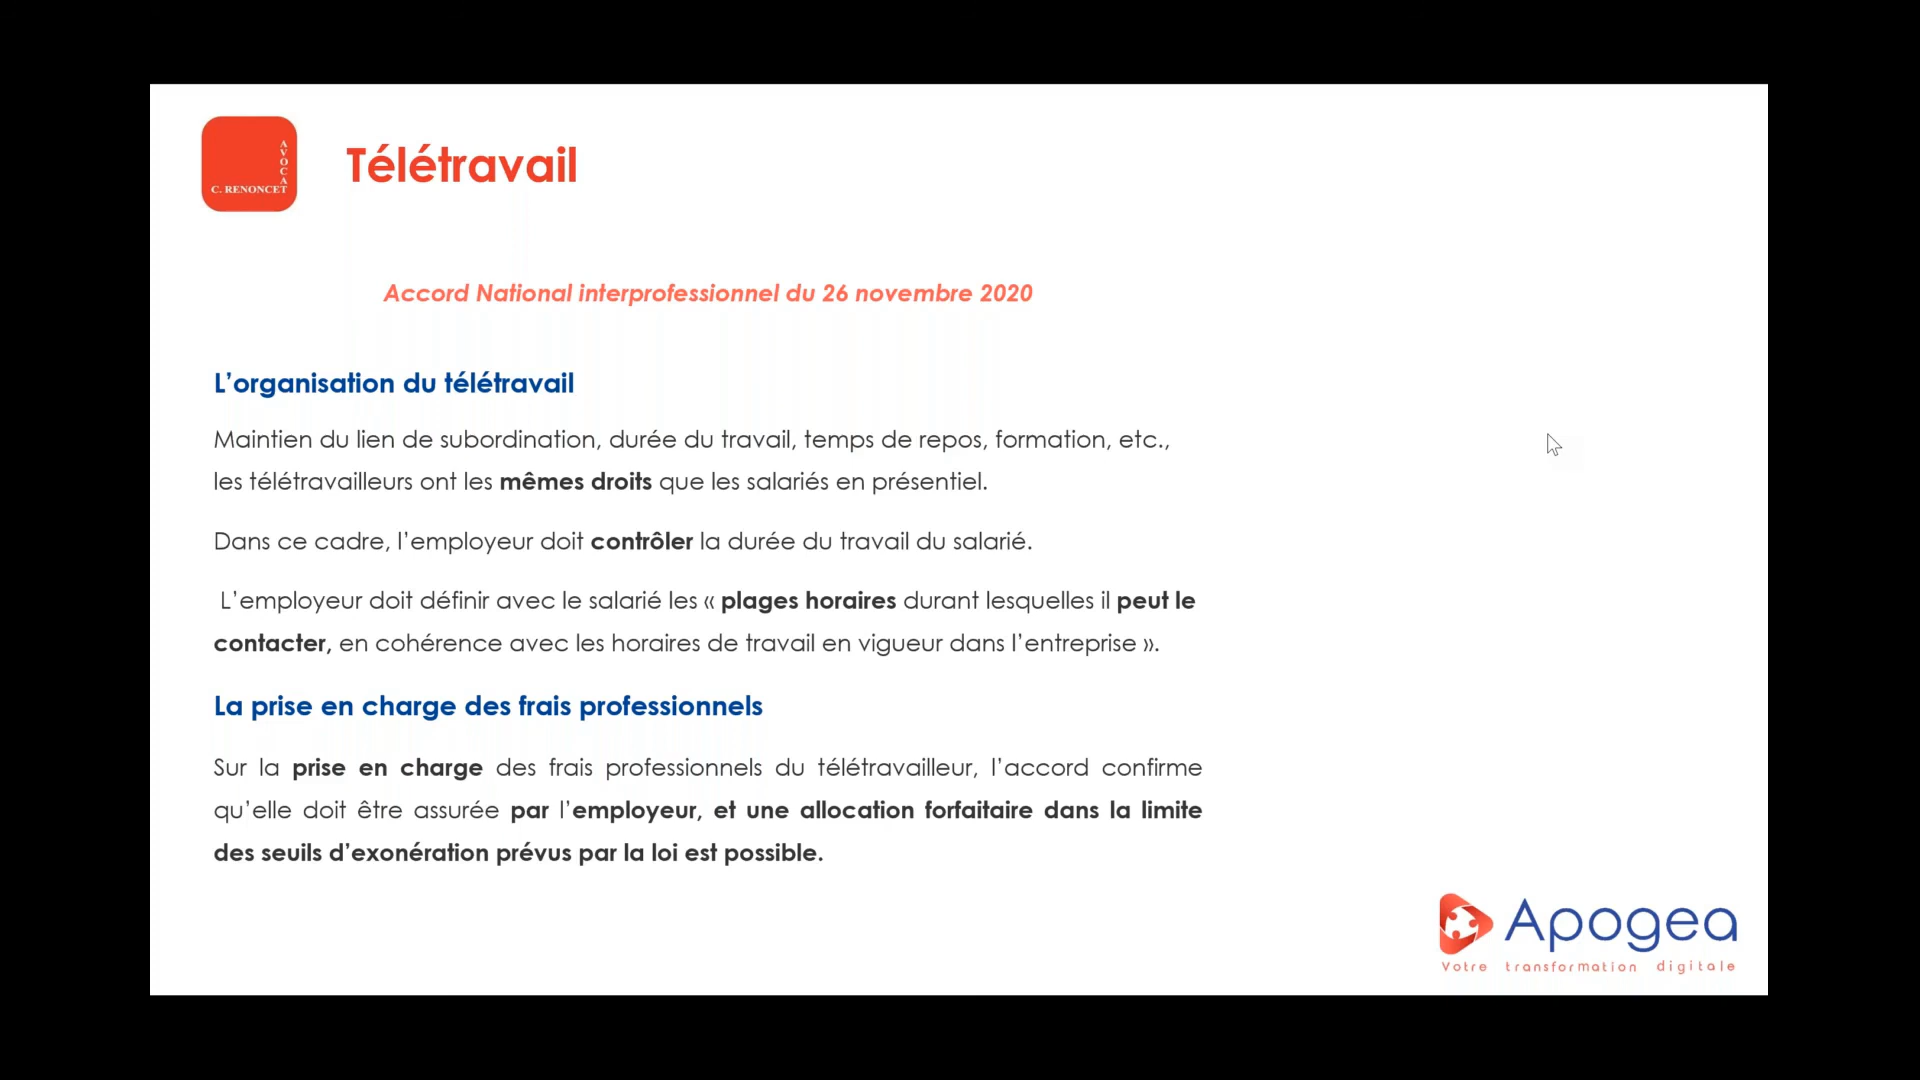 AVOCAT
C. RENONCET
Télétravail
Accord National interprofessionnel du 26 novembre 2020
L’organisation du télétravail
Maintien du lien de subordination, durée du travail, temps de repos, formation, etc.,
les télétravailleurs ont les mêmes droits que les salariés en présentiel.
Dans ce cadre, l’employeur doit contrôler la durée du travail du salarié.
L’employeur doit définir avec le salarié les « plages horaires durant lesquelles il peut le
contacter, en cohérence avec les horaires de travail en vigueur dans l’entreprise ».
La prise en charge des frais professionnels
Sur la prise en charge des frais professionnels du télétravailleur, l’accord confirme
qu’elle doit être assurée par l’employeur, et une allocation forfaitaire dans la limite
des seuils d’exonération prévus par la loi est possible.
Apogea
Votre transformation digitale